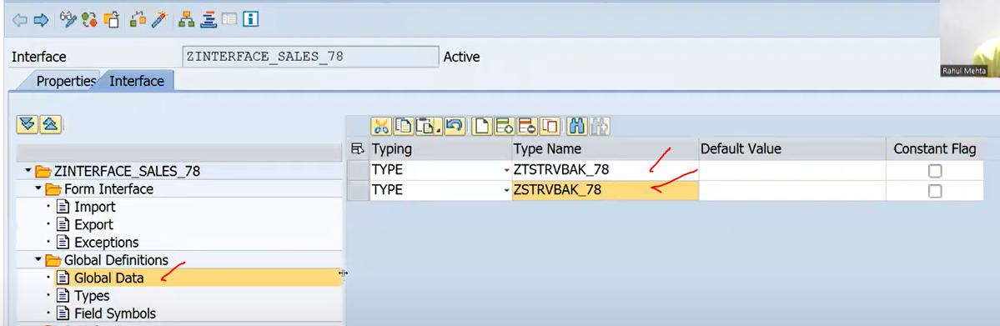 Interface ZINTERFACE_SALES_78 Active
Rahul Mehta
Properties Interface
Typing Type Name Default Value Constant Flag
TYPE ZTSTRVBAK_78
TYPE ZSTRVBAK_78
ZINTERFACE_SALES_78
Form Interface
Import
Export
Exceptions
Global Definitions
Global Data
Types
Field Symbols